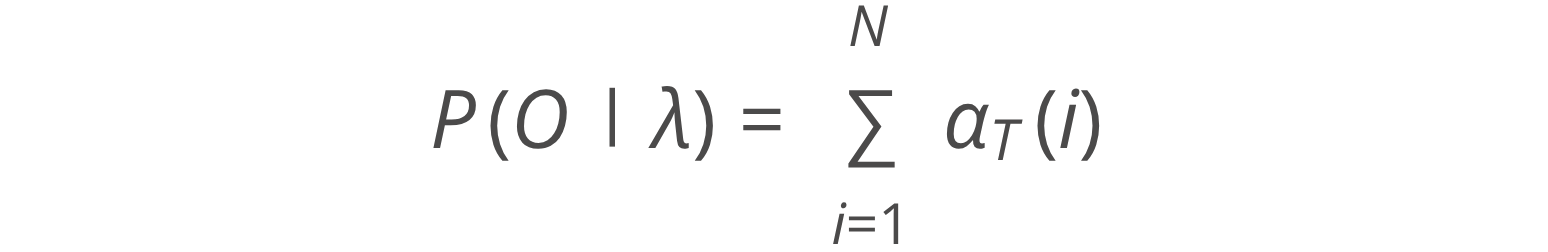 N
P(O | λ) = ∑ α_T(i)
i=1